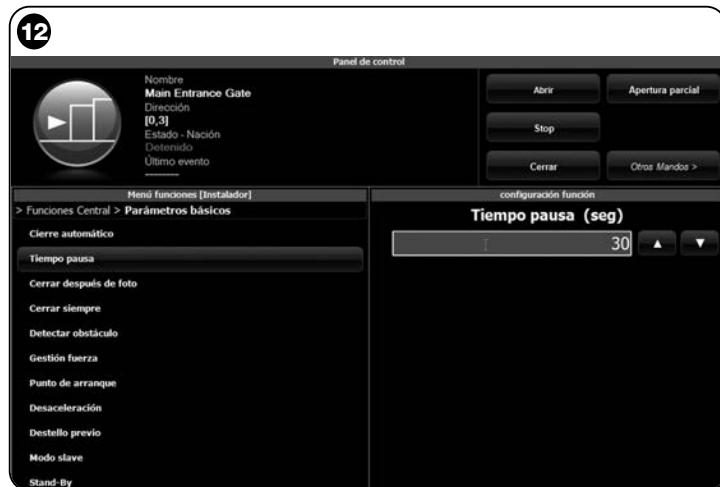 12
Panel de control
Nombre
Main Entrance Gate
Dirección
[0,3]
Estado - Nación
Detenido
Último evento
--------
Abrir
Apertura parcial
Stop
Cerrar
Otros Mandos >
Menú funciones [Instalador]
> Funciones Central > Parámetros básicos
Cierre automático
Tiempo pausa
Cerrar después de foto
Cerrar siempre
Detectar obstáculo
Gestión fuerza
Punto de arranque
Desaceleración
Destello previo
Modo slave
Stand-By
configuración función
Tiempo pausa (seg)
30